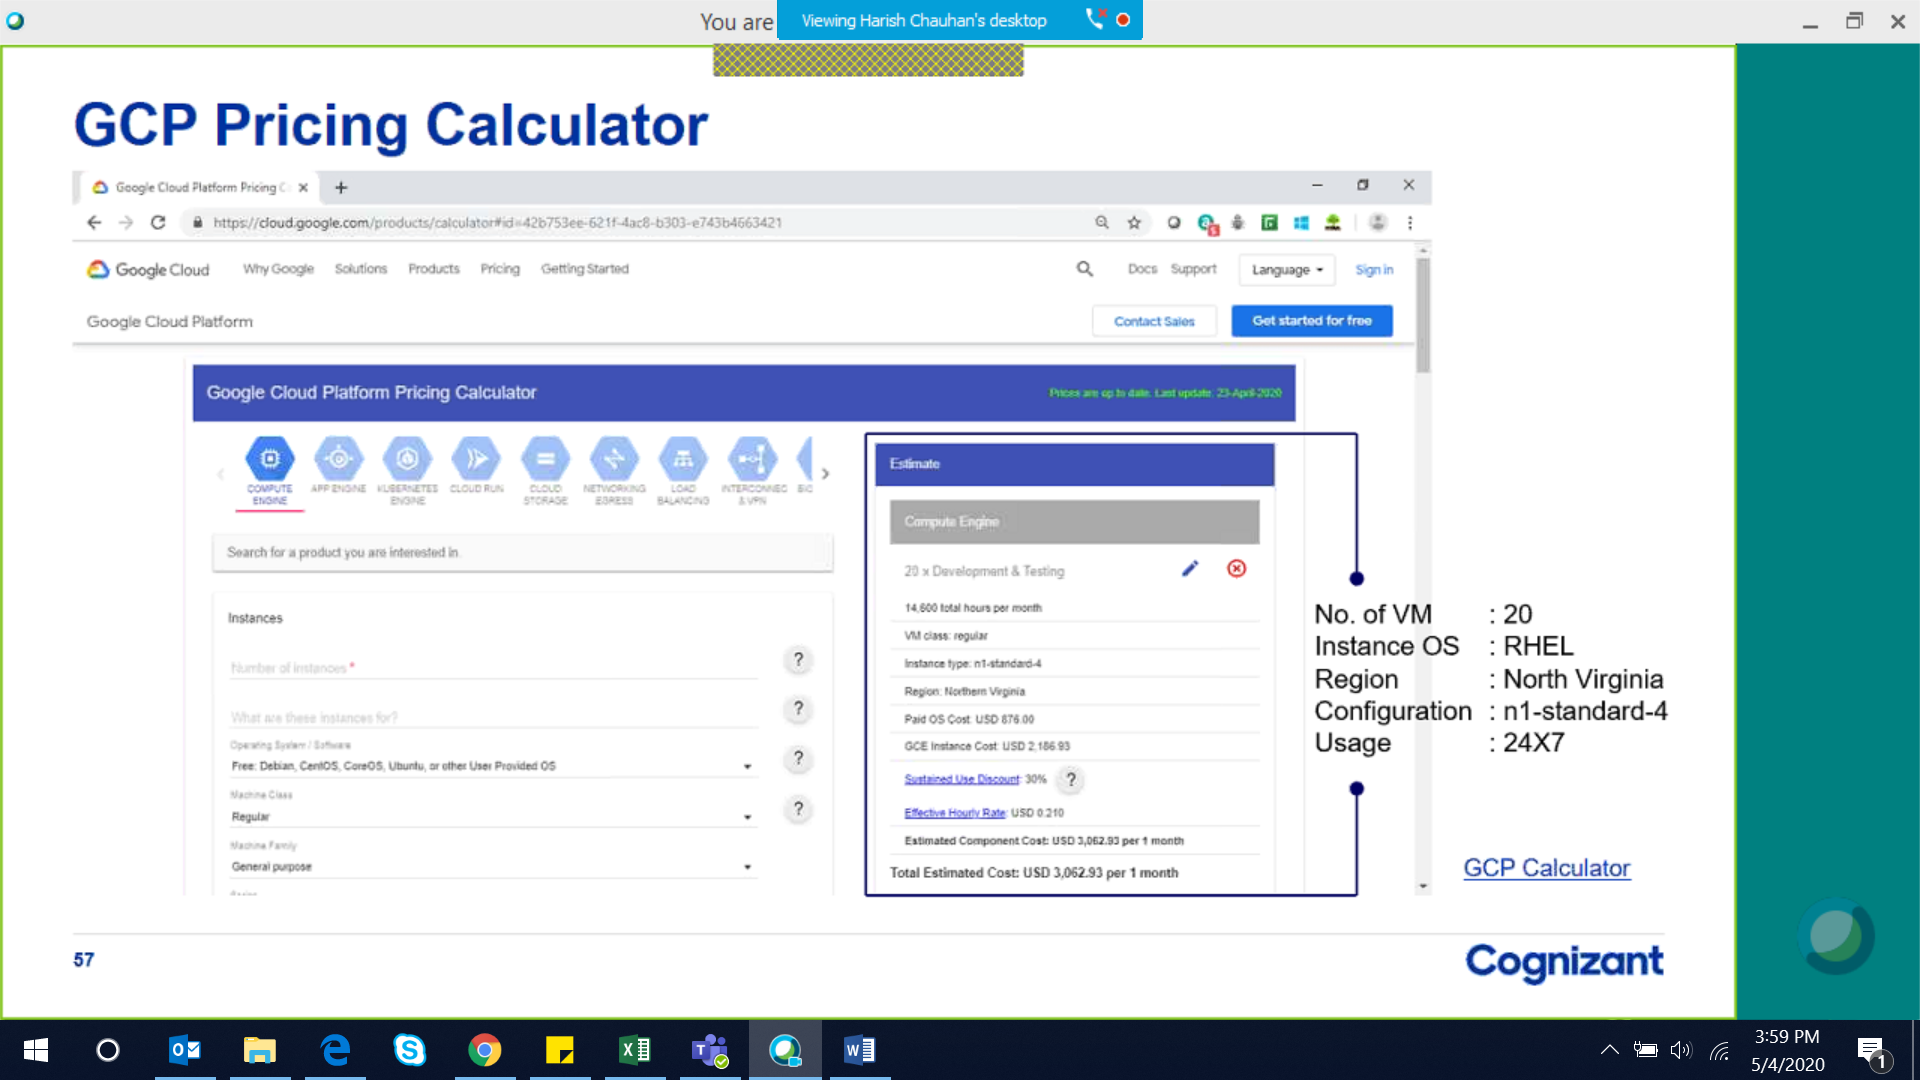 You are
Viewing Harish Chauhan's desktop
GCP Pricing Calculator
Google Cloud Platform Pricing C
https://cloud.google.com/products/calculator#id=42b753ee-621f-4ac8-b303-e743b4663421
Google Cloud Why Google Solutions Products Pricing Getting Started Docs Support Language Sign in
Google Cloud Platform Contact Sales Get started for free
Google Cloud Platform Pricing Calculator Prices are up to date. Last update: 23-April-2020
COMPUTE ENGINE
APP ENGINE
KUBERNETES ENGINE
CLOUD RUN
CLOUD STORAGE
NETWORKING EGRESS
LOAD BALANCING
INTERCONNEC & VPN
BIG
Search for a product you are interested in.
Instances
Number of instances *
?
What are these instances for?
?
Operating System / Software
Free: Debian, CentOS, CoreOS, Ubuntu, or other User Provided OS
?
Machine Class
Regular
?
Machine Family
General purpose
Estimate
Compute Engine
20 x Development & Testing
14,600 total hours per month
VM class: regular
Instance type: n1-standard-4
Region: Northern Virginia
Paid OS Cost: USD 876.00
GCE Instance Cost: USD 2,186.93
Sustained Use Discount: 30% ?
Effective Hourly Rate: USD 0.210
Estimated Component Cost: USD 3,062.93 per 1 month
Total Estimated Cost: USD 3,062.93 per 1 month
No. of VM : 20
Instance OS : RHEL
Region : North Virginia
Configuration : n1-standard-4
Usage : 24X7
GCP Calculator
57
Cognizant
3:59 PM
5/4/2020
1